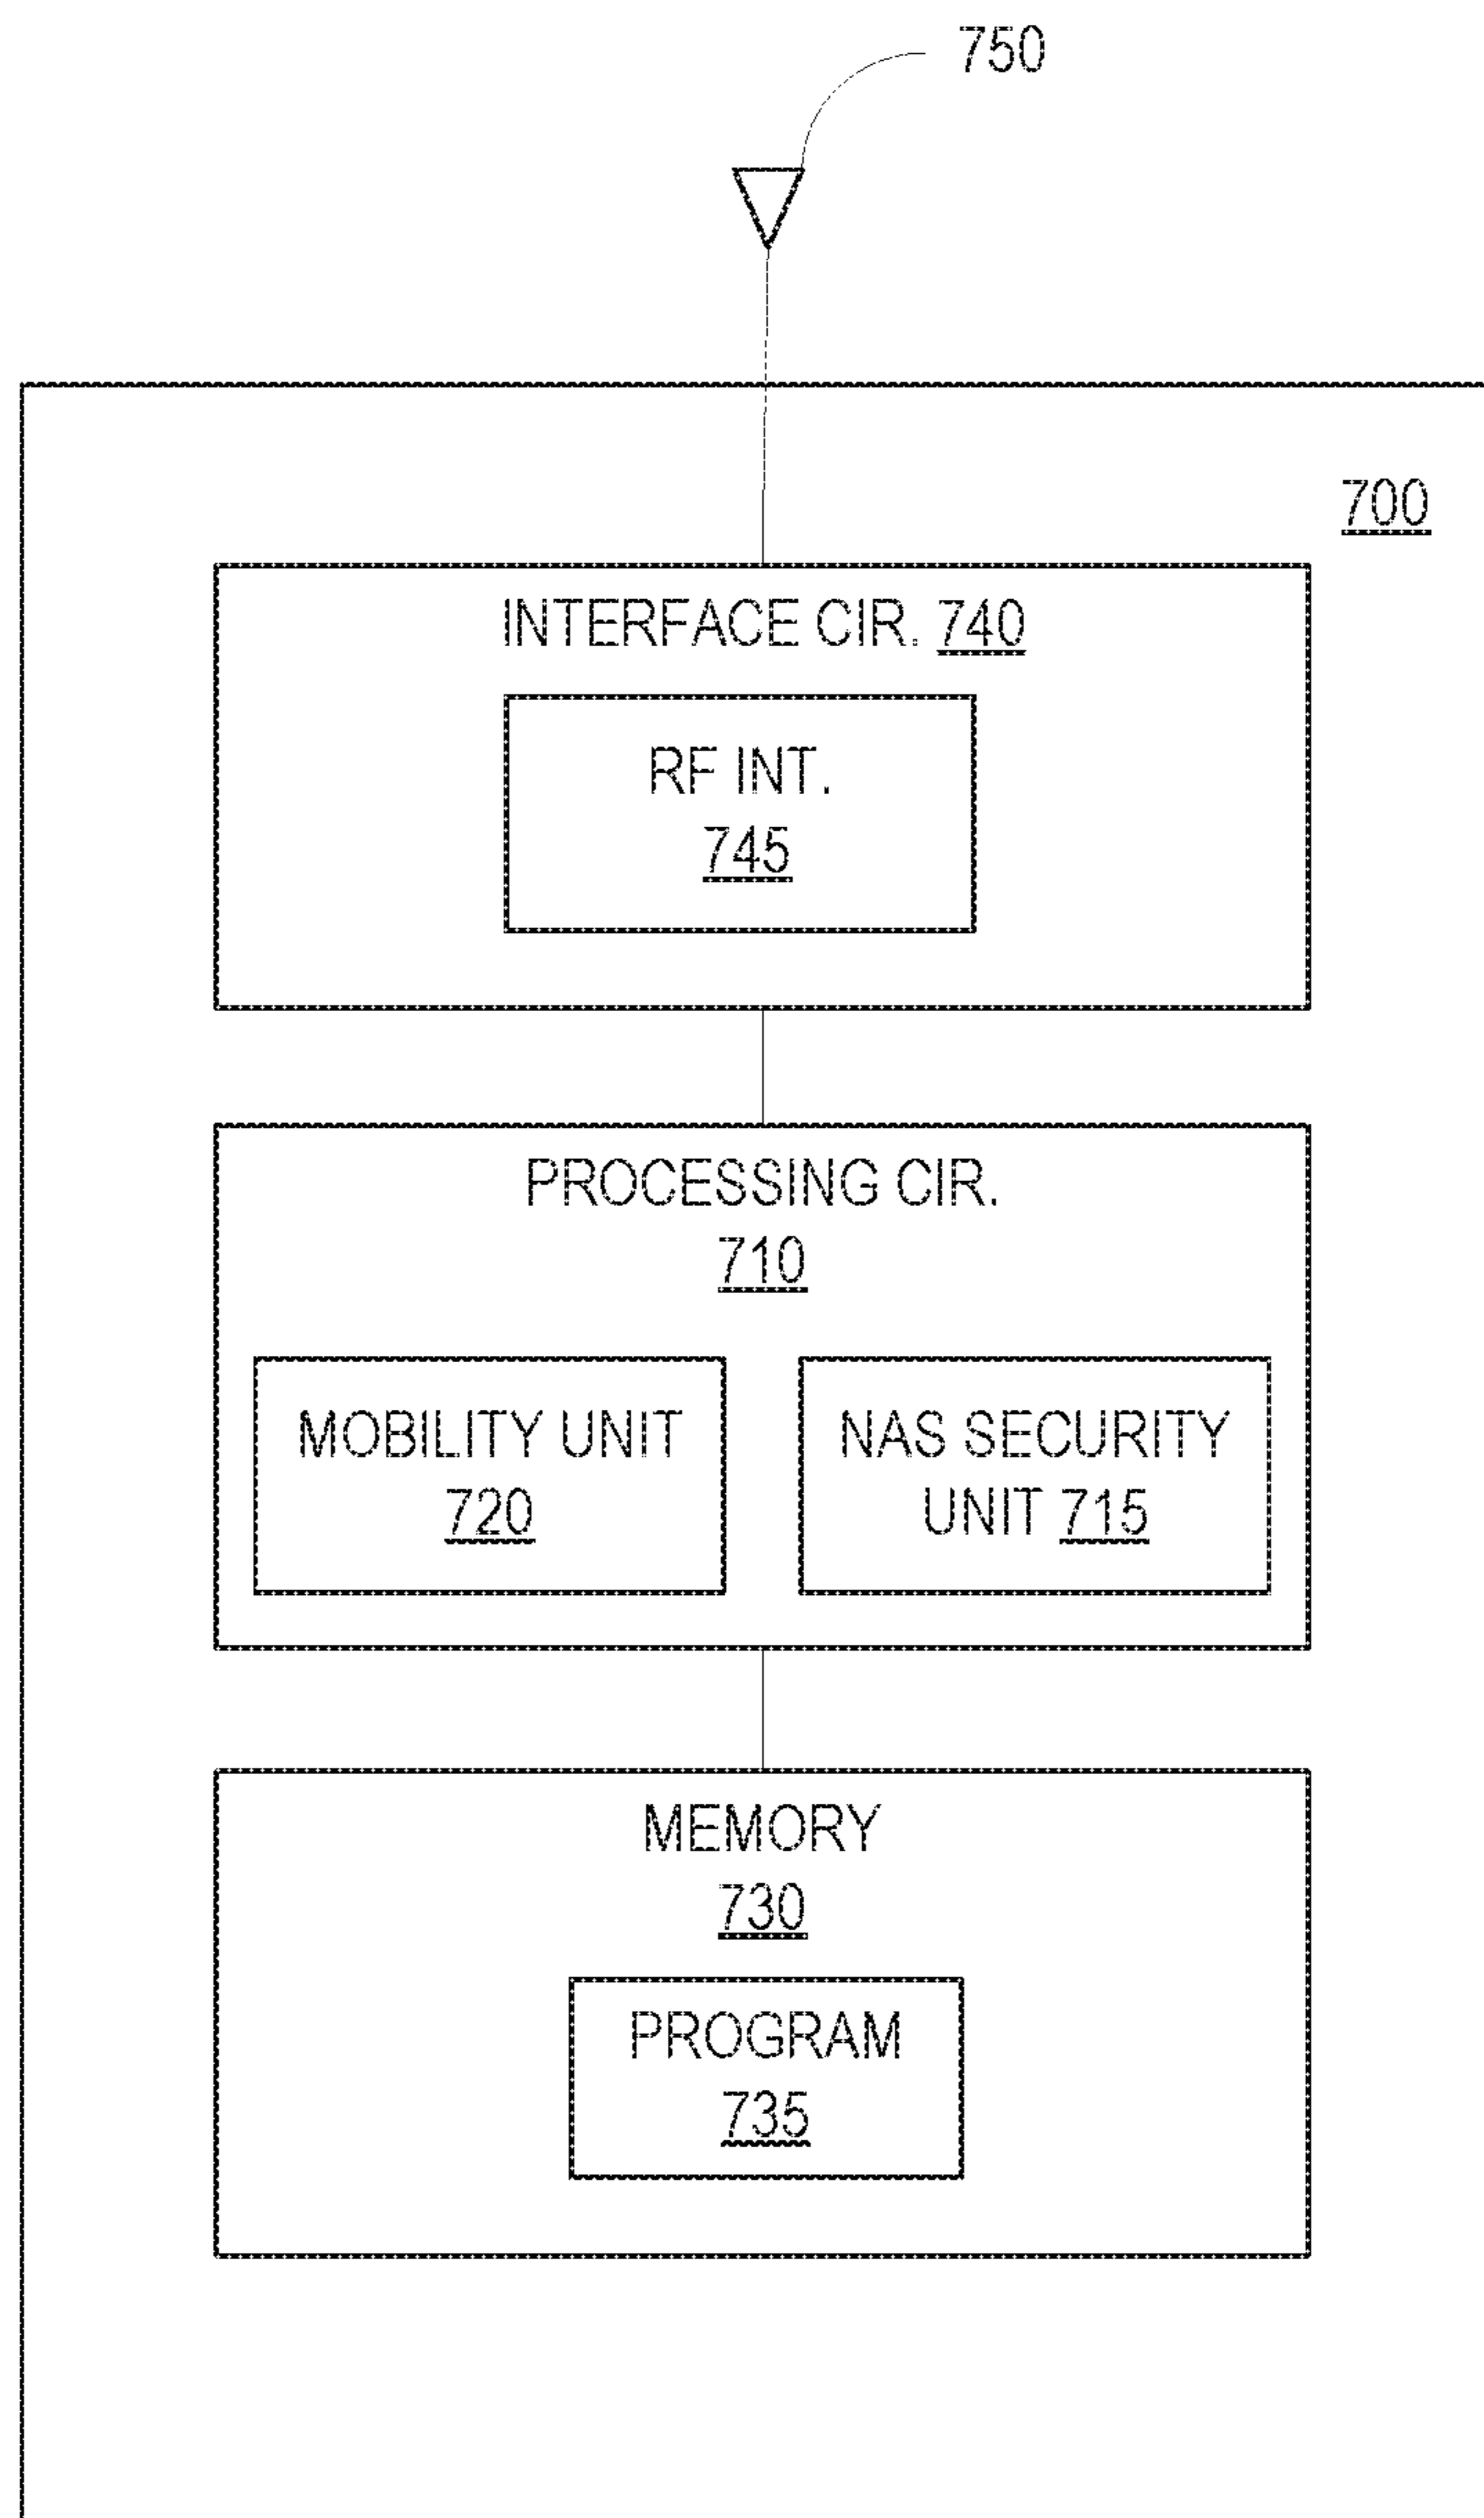 750
700
INTERFACE CIR. 740
RF INT.
745
PROCESSING CIR.
710
MOBILITY UNIT
720
NAS SECURITY
UNIT 715
MEMORY
730
PROGRAM
735